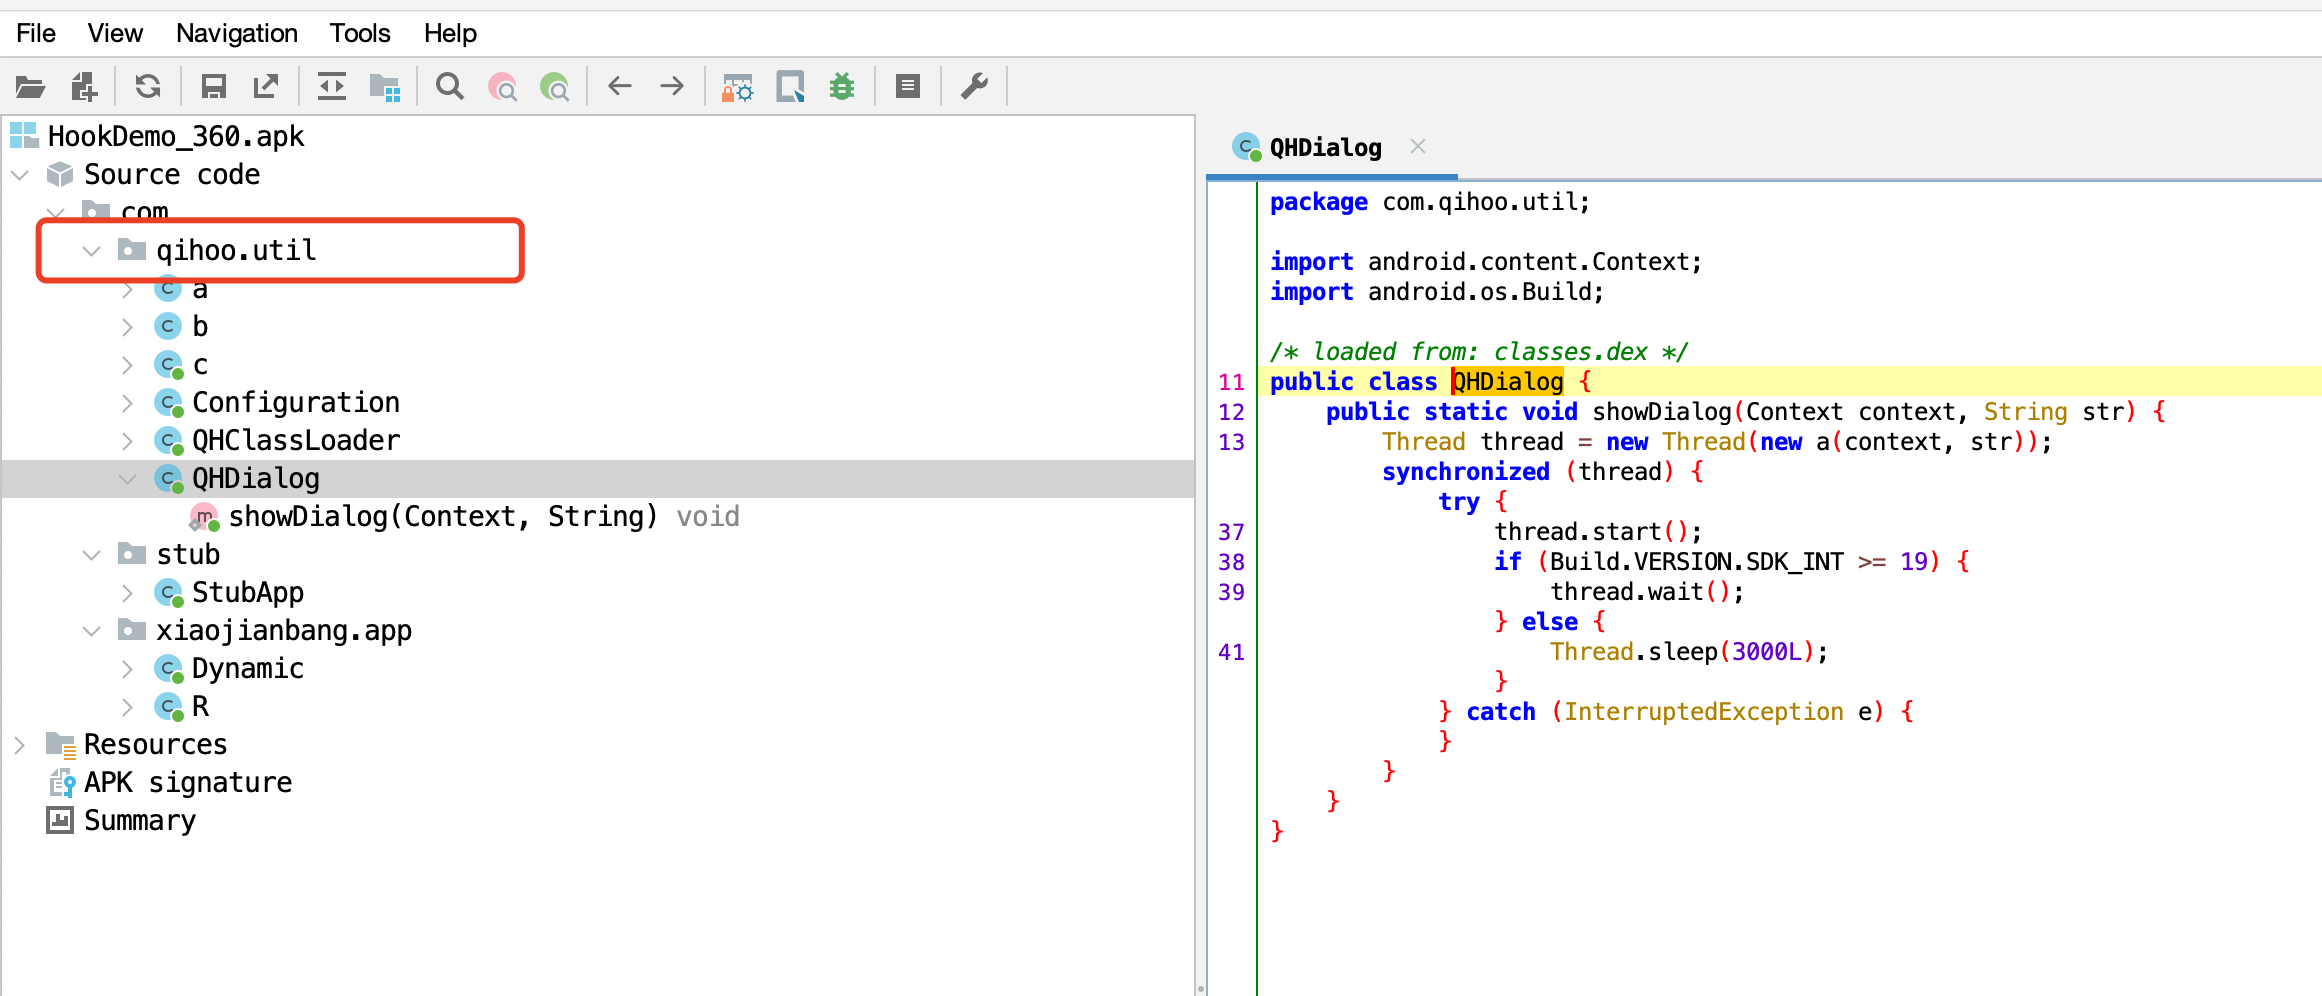 File View Navigation Tools Help
HookDemo_360.apk
Source code
com
qihoo.util
a
b
c
Configuration
QHClassLoader
QHDialog
showDialog(Context, String) void
stub
StubApp
xiaojianbang.app
Dynamic
R
Resources
APK signature
Summary
QHDialog
package com.qihoo.util;
import android.content.Context;
import android.os.Build;
/* loaded from: classes.dex */
11 public class QHDialog {
12 public static void showDialog(Context context, String str) {
13 Thread thread = new Thread(new a(context, str));
synchronized (thread) {
try {
37 thread.start();
38 if (Build.VERSION.SDK_INT >= 19) {
39 thread.wait();
} else {
41 Thread.sleep(3000L);
}
} catch (InterruptedException e) {
}
}
}
}